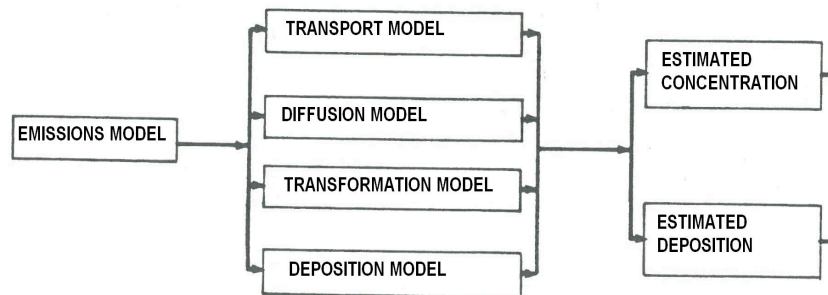 TRANSPORT MODEL
ESTIMATED
CONCENTRATION
DIFFUSION MODEL
EMISSIONS MODEL
TRANSFORMATION MODEL
ESTIMATED
DEPOSITION
DEPOSITION MODEL